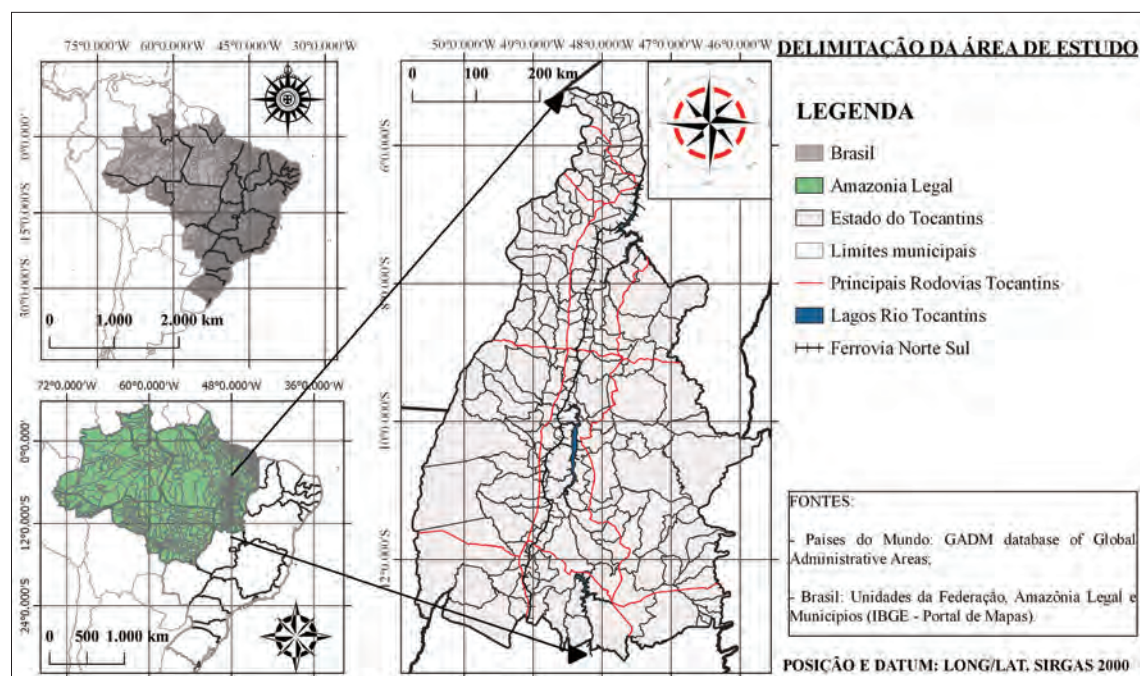 75°0.000'W 60°0.000'W 45°0.000'W 30°0.000'W
0°0.000'
15°0.000'S
30°0.000'S
0 1.000 2.000 km
72°0.000'W 60°0.000'W 48°0.000'W 36°0.000'W
0°0.000'
12°0.000'S
24°0.000'S
0 500 1.000 km
50°0.000'W 49°0.000'W 48°0.000'W 47°0.000'W 46°0.000'W
0 100 200 km
6°0.000'S
8°0.000'S
10°0.000'S
12°0.000'S
DELIMITAÇÃO DA ÁREA DE ESTUDO
LEGENDA
Brasil
Amazonia Legal
Estado do Tocantins
Limites municipais
Principais Rodovias Tocantins
Lagos Rio Tocantins
Ferrovia Norte Sul
FONTES:
- Países do Mundo: GADM database of Global
Administrative Areas;
- Brasil: Unidades da Federação, Amazônia Legal e
Municípios (IBGE - Portal de Mapas).
POSIÇÃO E DATUM: LONG/LAT. SIRGAS 2000